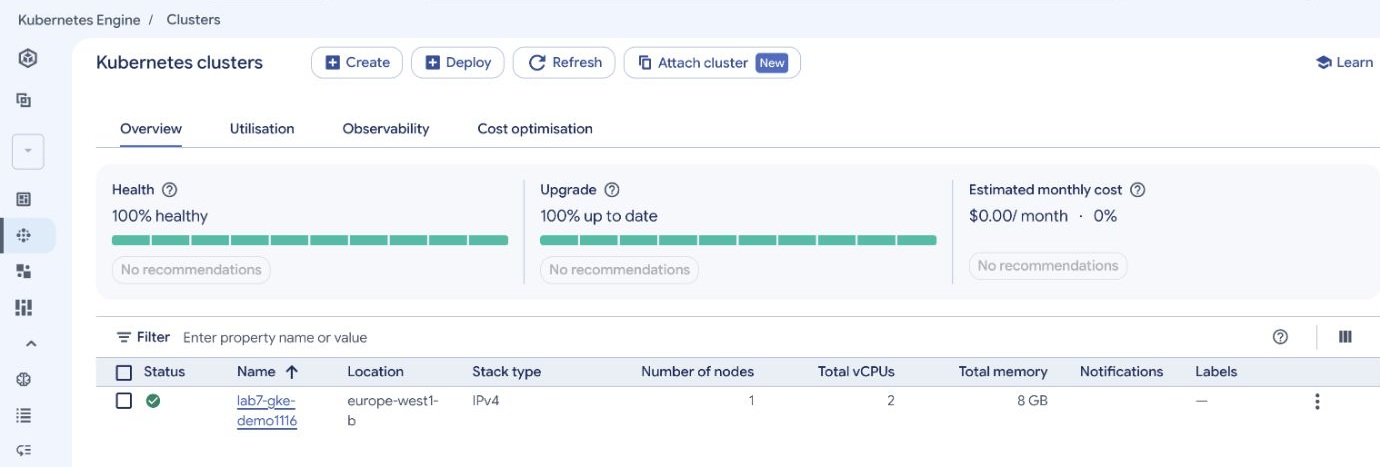 Kubernetes Engine / Clusters
Kubernetes clusters Create Deploy Refresh Attach cluster New Learn
Overview Utilisation Observability Cost optimisation
Health Upgrade Estimated monthly cost
100% healthy 100% up to date $0.00/ month · 0%
No recommendations No recommendations No recommendations
Filter Enter property name or value
Status Name Location Stack type Number of nodes Total vCPUs Total memory Notifications Labels
lab7-gke- europe-west1- IPv4 1 2 8 GB —
demo1116 b